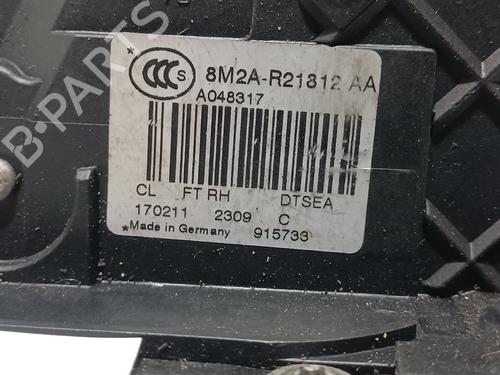 CCC S 8M2A-R21812 AA
A048317
CL FT RH DTSEA
170211 2309 C
*Made in Germany 915733 *
B-PARTS